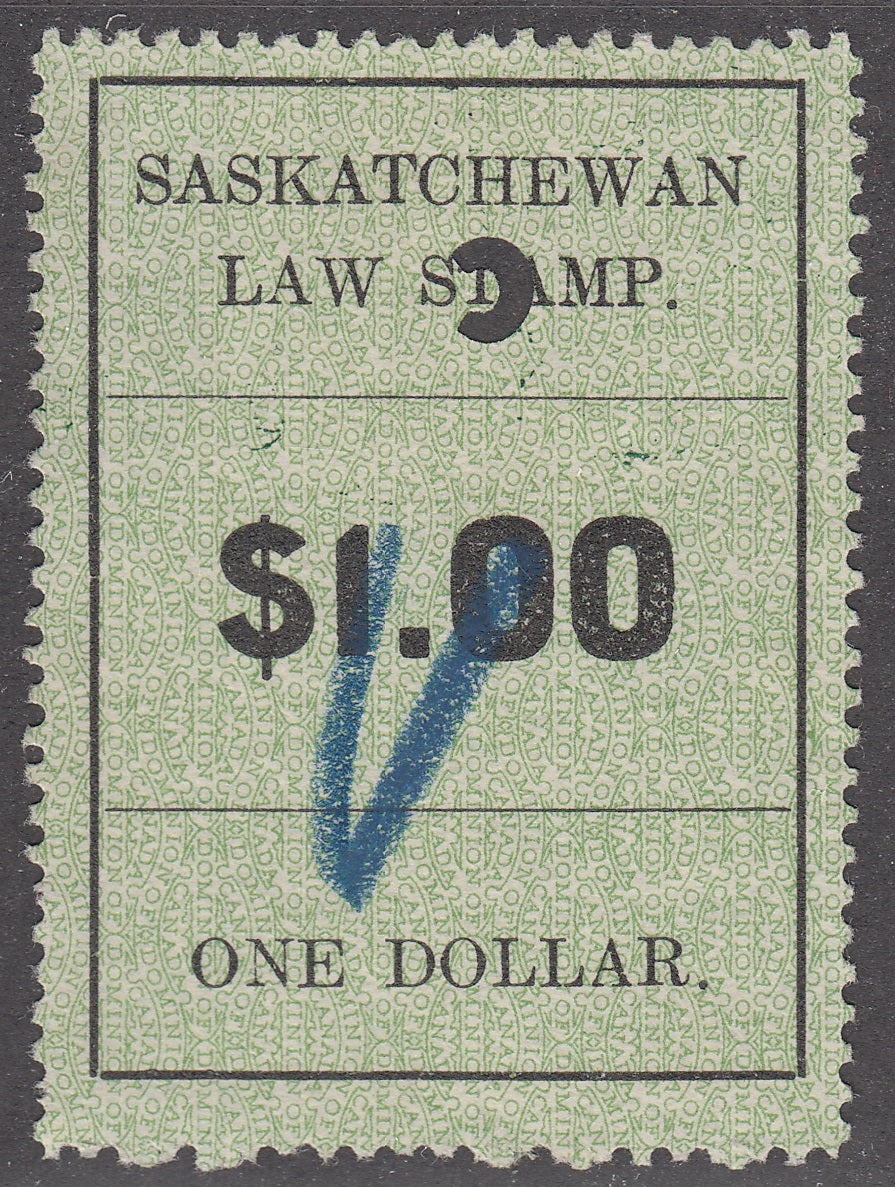 SASKATCHEWAN
LAW STAMP.
$1.00
ONE DOLLAR.